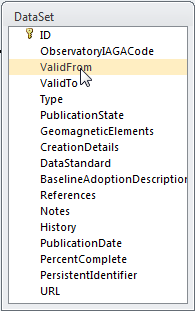 DataSet
ID
ObservatoryIAGACode
ValidFrom
ValidTo
Type
PublicationState
GeomagneticElements
CreationDetails
DataStandard
BaselineAdoptionDescription
References
Notes
History
PublicationDate
PercentComplete
PersistentIdentifier
URL